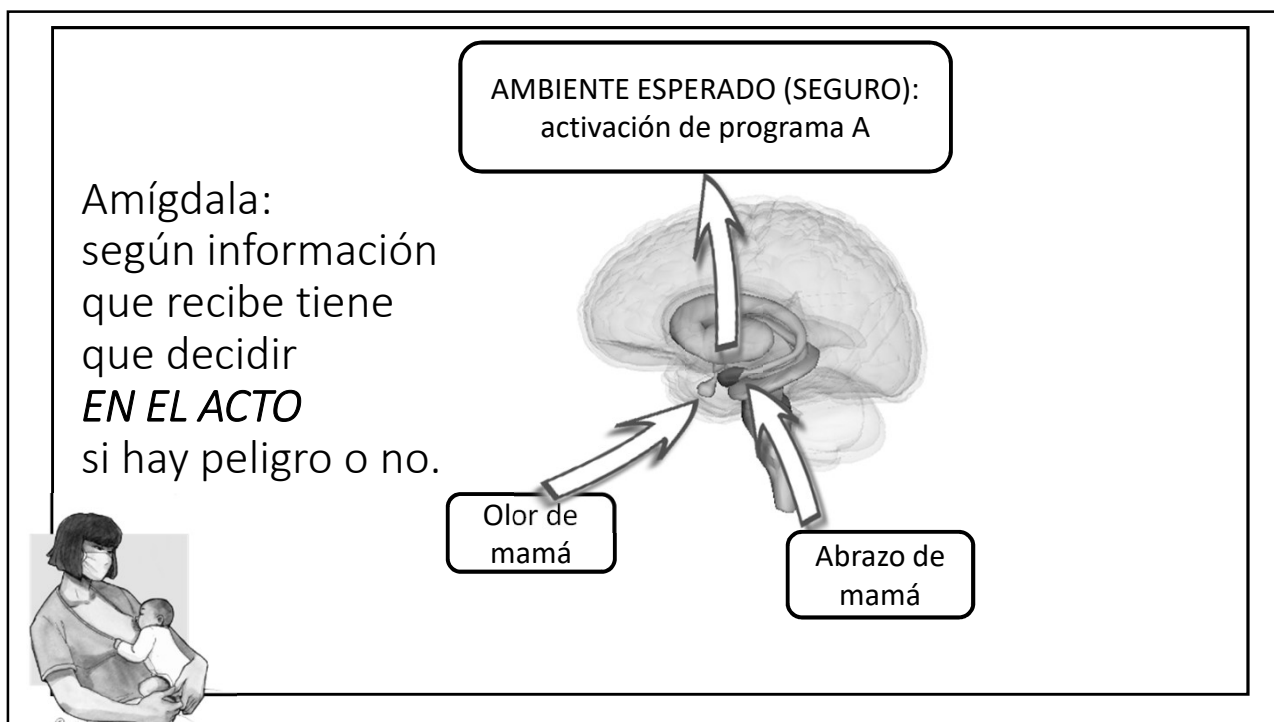 AMBIENTE ESPERADO (SEGURO):
activación de programa A
Amígdala:
según información
que recibe tiene
que decidir
EN EL ACTO
si hay peligro o no.
Olor de
mamá
Abrazo de
mamá